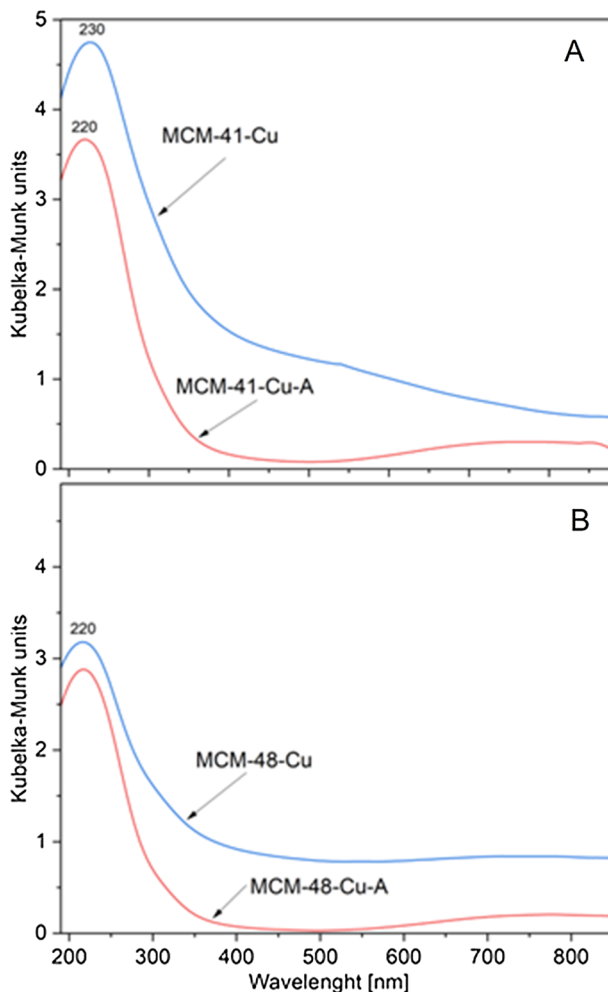 5
230
A
4
220
MCM-41-Cu
Kubelka-Munk units
3
2
MCM-41-Cu-A
1
0
B
4
220
3
Kubelka-Munk units
MCM-48-Cu
2
1
MCM-48-Cu-A
0
200 300 400 500 600 700 800
Wavelenght [nm]